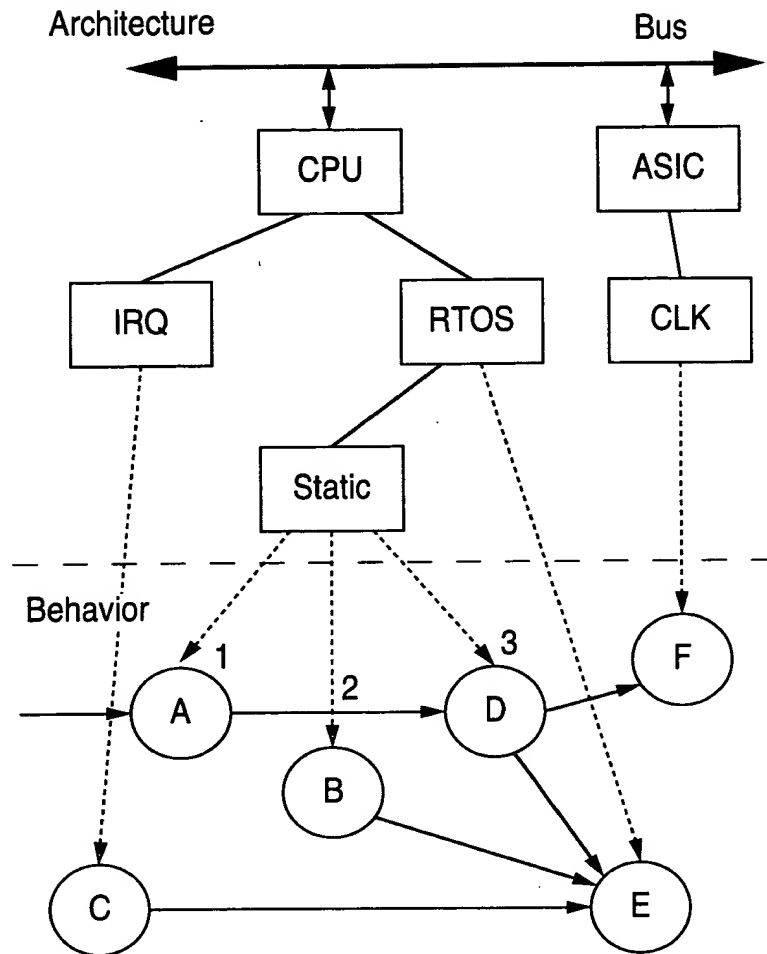 Architecture
Bus
CPU
ASIC
IRQ
RTOS
CLK
Static
Behavior
1
2
3
F
A
D
B
C
E